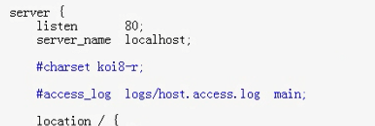 server {
    listen       80;
    server_name  localhost;
    #charset koi8-r;
    #access_log  logs/host.access.log  main;
    location / {